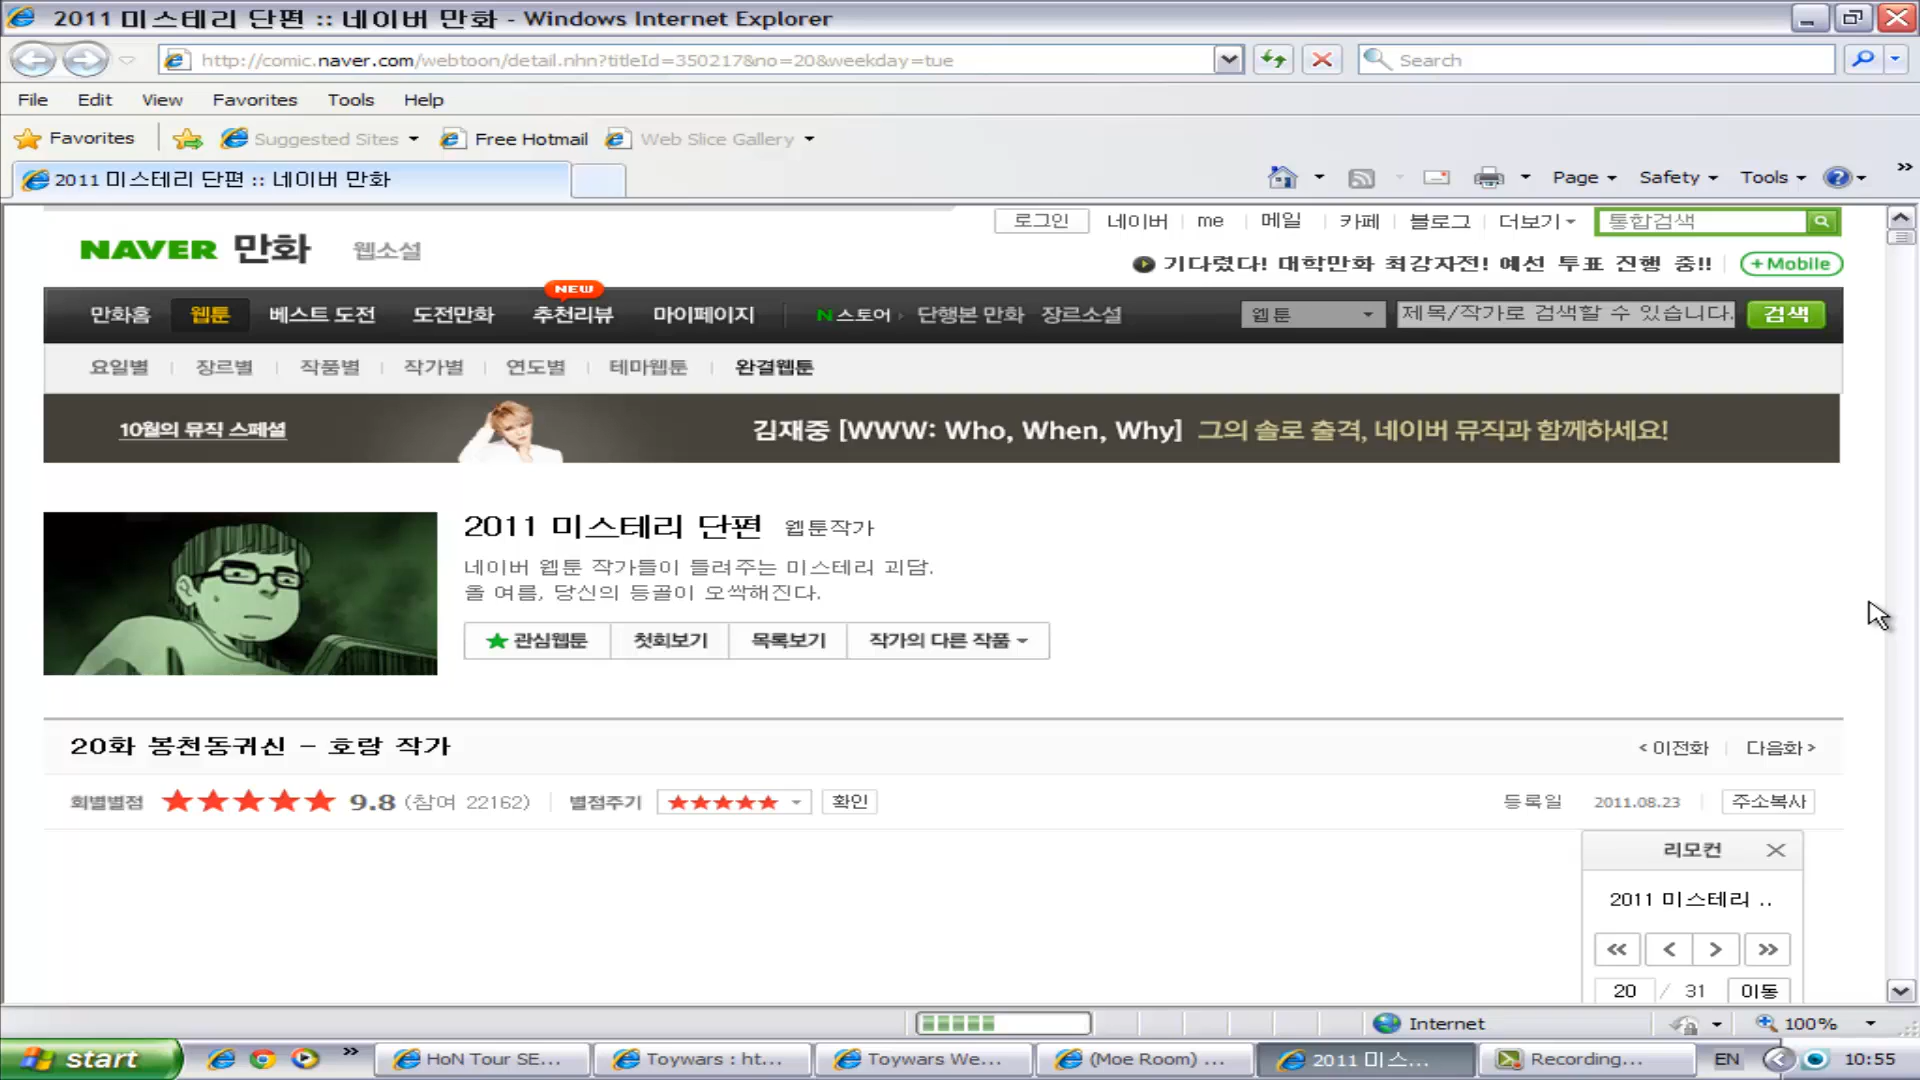 2011 미스테리 단편 :: 네이버 만화 - Windows Internet Explorer
http://comic.naver.com/webtoon/detail.nhn?titleId=350217&no=20&weekday=tue
Search
File Edit View Favorites Tools Help
Favorites Suggested Sites Free Hotmail Web Slice Gallery
2011 미스테리 단편 :: 네이버 만화 Page Safety Tools »
로그인 네이버 me 메일 카페 블로그 더보기 통합검색
NAVER 만화 웹소설
기다렸다! 대학만화 최강자전! 예선 투표 진행 중!! +Mobile
NEW
만화홈 웹툰 베스트 도전 도전만화 추천리뷰 마이페이지 N스토어 단행본 만화 장르소설 웹툰 제목/작가로 검색할 수 있습니다. 검색
요일별 장르별 작품별 작가별 연도별 테마웹툰 완결웹툰
10월의 뮤직 스페셜 김재중 [WWW: Who, When, Why] 그의 솔로 출격, 네이버 뮤직과 함께하세요!
2011 미스테리 단편 웹툰작가
네이버 웹툰 작가들이 들려주는 미스테리 괴담.
올 여름, 당신의 등골이 오싹해진다.
★ 관심웹툰 첫회보기 목록보기 작가의 다른 작품
20화 봉천동귀신 - 호랑 작가 < 이전화 다음화 >
회별별점 ★★★★★ 9.8 (참여 22162) 별점주기 ★★★★★ 확인 등록일 2011.08.23 주소복사
리모컨
2011 미스테리 ..
« < > »
20 / 31 이동
Internet 100%
start » HoN Tour SE... Toywars : ht... Toywars We... (Moe Room) ... 2011 미스... Recording... EN 10:55